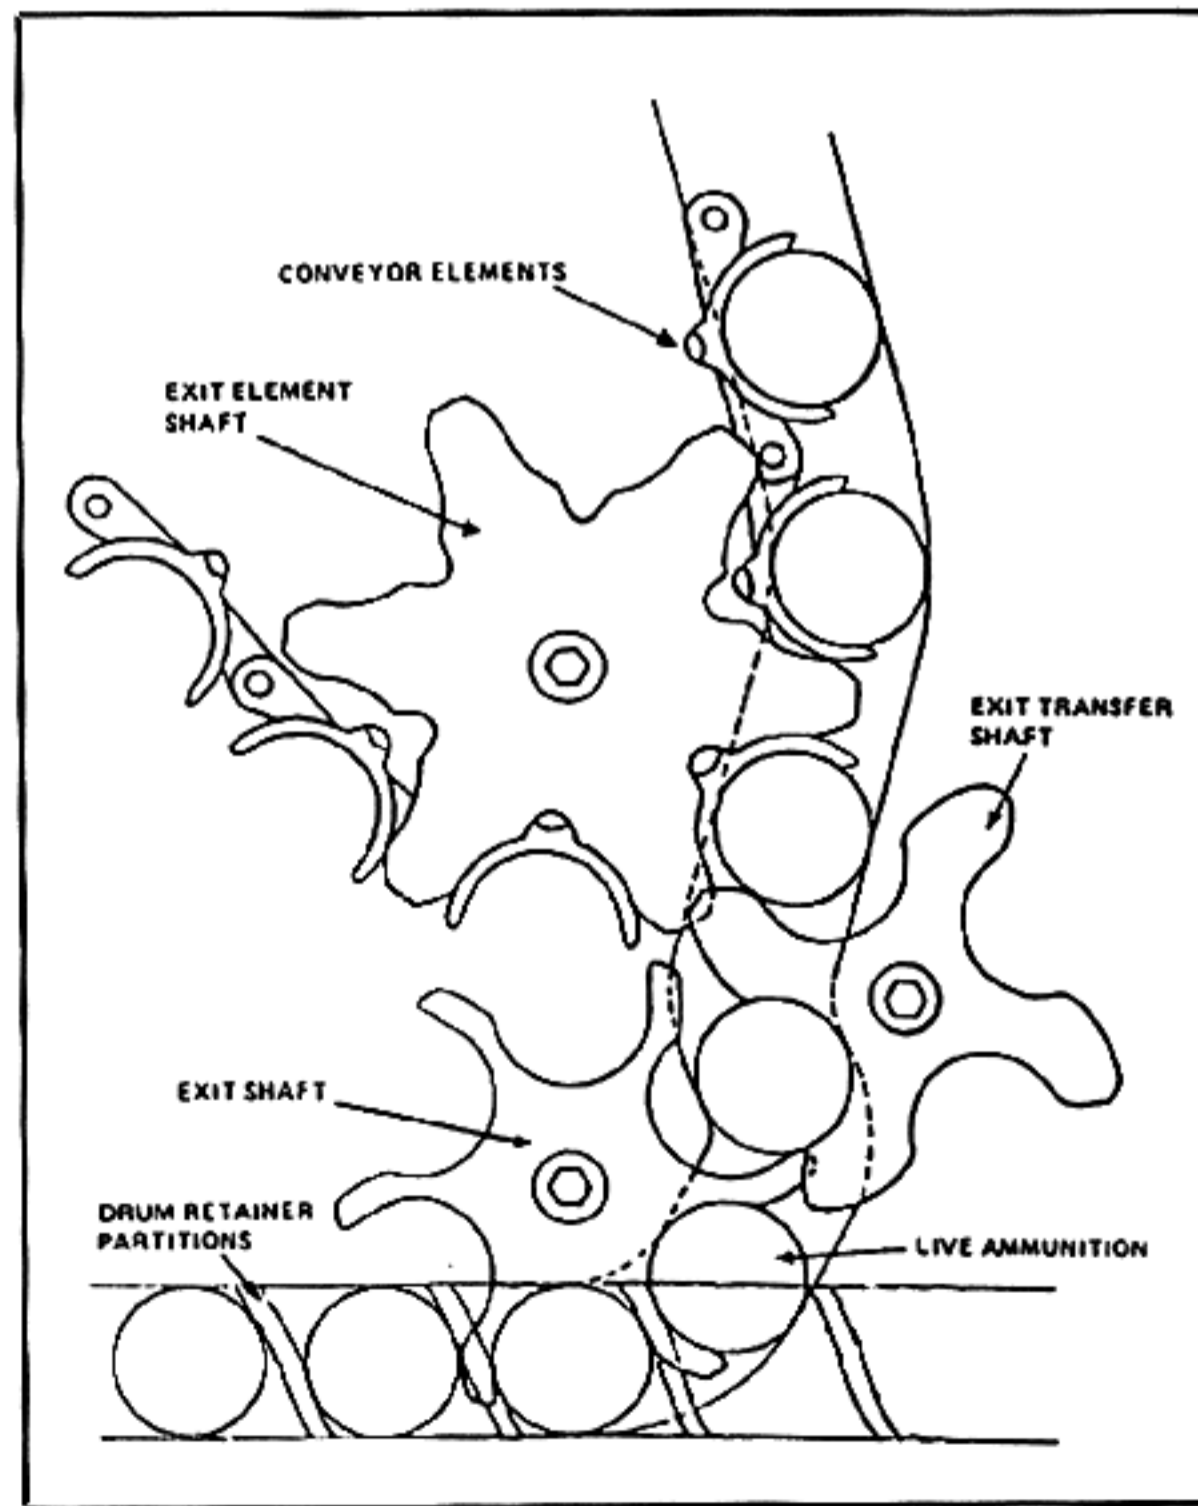 CONVEYOR ELEMENTS
EXIT ELEMENT
SHAFT
EXIT TRANSFER
SHAFT
EXIT SHAFT
DRUM RETAINER
PARTITIONS
LIVE AMMUNITION